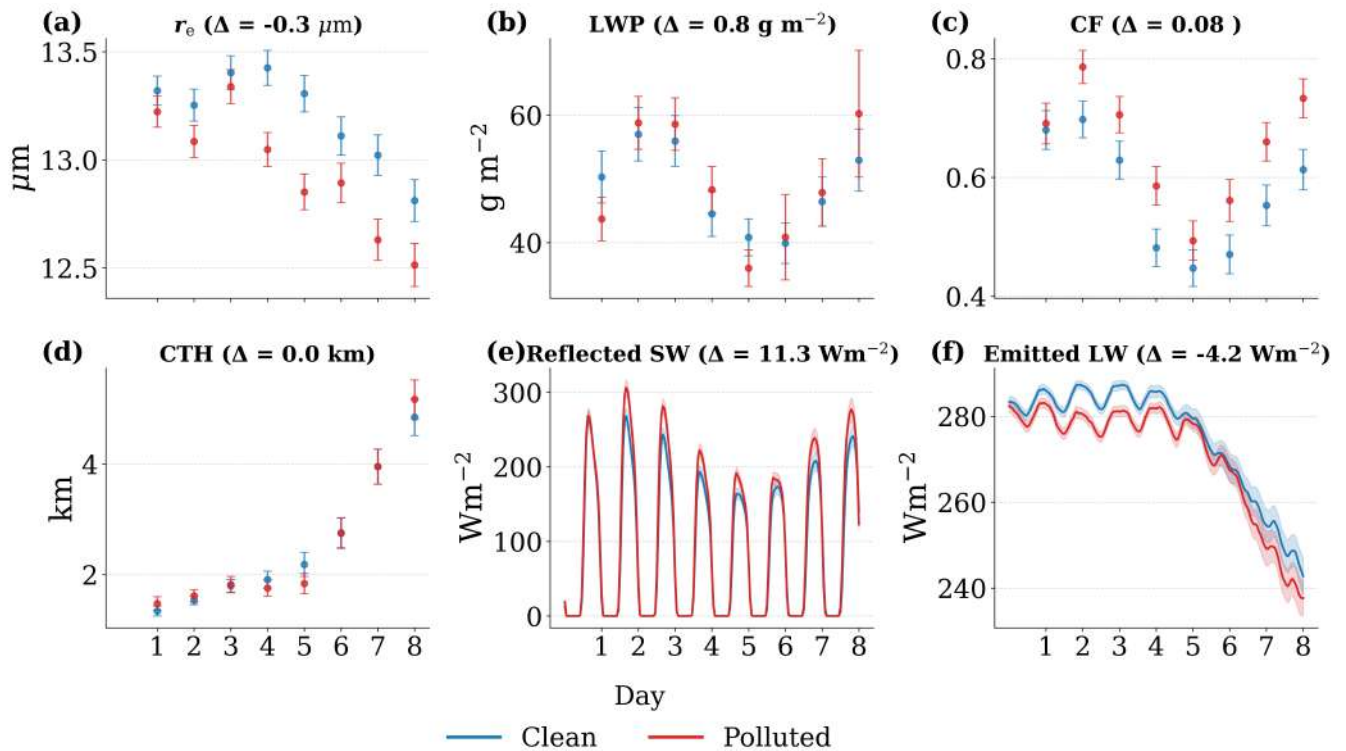 (a) rₑ (Δ = -0.3 μm)
13.5
13.0
12.5
μm
1 2 3 4 5 6 7 8
(b) LWP (Δ = 0.8 g m⁻²)
60
40
g m⁻²
1 2 3 4 5 6 7 8
(c) CF (Δ = 0.08 )
0.8
0.6
0.4
1 2 3 4 5 6 7 8
(d) CTH (Δ = 0.0 km)
4
2
km
1 2 3 4 5 6 7 8
(e) Reflected SW (Δ = 11.3 Wm⁻²)
300
200
100
0
Wm⁻²
1 2 3 4 5 6 7 8
(f) Emitted LW (Δ = -4.2 Wm⁻²)
280
260
240
Wm⁻²
1 2 3 4 5 6 7 8
Day
Clean Polluted